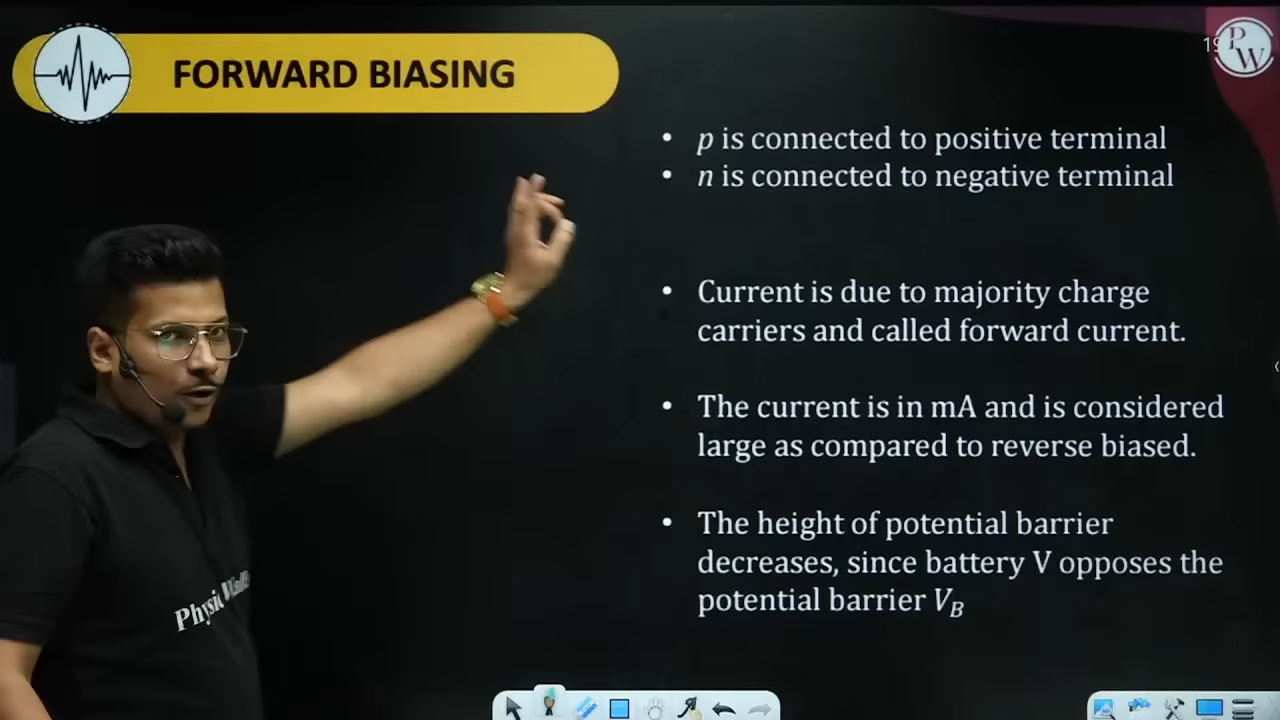 FORWARD BIASING
PW
• p is connected to positive terminal
• n is connected to negative terminal
• Current is due to majority charge
carriers and called forward current.
• The current is in mA and is considered
large as compared to reverse biased.
• The height of potential barrier
decreases, since battery V opposes the
potential barrier V_B